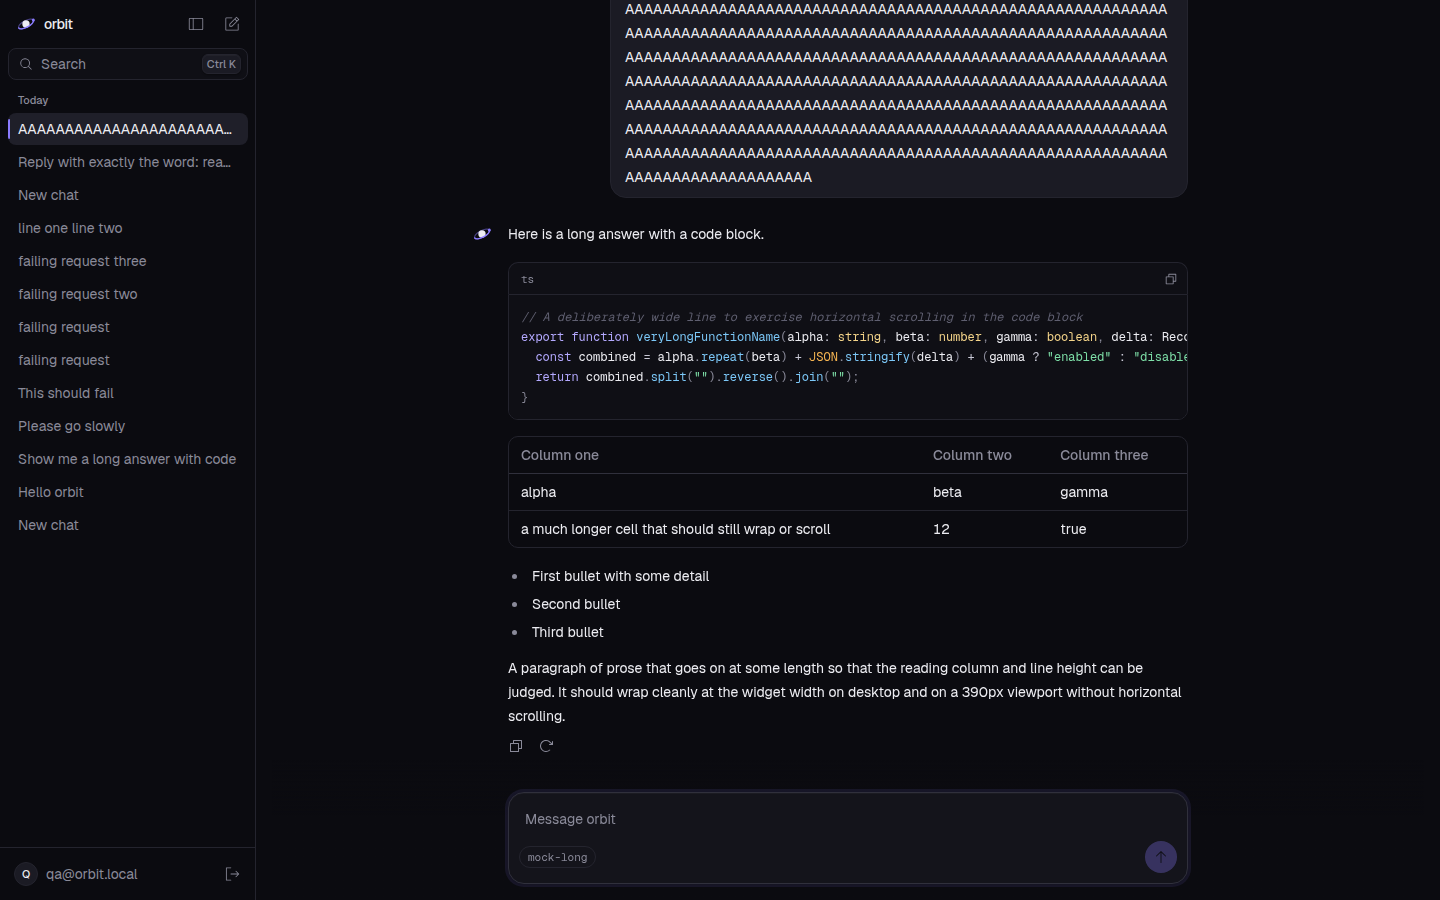 orbit
Search
Ctrl K
Today
AAAAAAAAAAAAAAAAAAAAAA...
Reply with exactly the word: rea...
New chat
line one line two
failing request three
failing request two
failing request
failing request
This should fail
Please go slowly
Show me a long answer with code
Hello orbit
New chat
Q
qa@orbit.local
AAAAAAAAAAAAAAAAAAAA
Here is a long answer with a code block.
ts
// A deliberately wide line to exercise horizontal scrolling in the code block
export function veryLongFunctionName(alpha: string, beta: number, gamma: boolean, delta: Reco
  const combined = alpha.repeat(beta) + JSON.stringify(delta) + (gamma ? "enabled" : "disable
  return combined.split("").reverse().join("");
}
Column one Column two Column three
alpha beta gamma
a much longer cell that should still wrap or scroll 12 true
First bullet with some detail
Second bullet
Third bullet
A paragraph of prose that goes on at some length so that the reading column and line height can be
judged. It should wrap cleanly at the widget width on desktop and on a 390px viewport without horizontal
scrolling.
Message orbit
mock-long